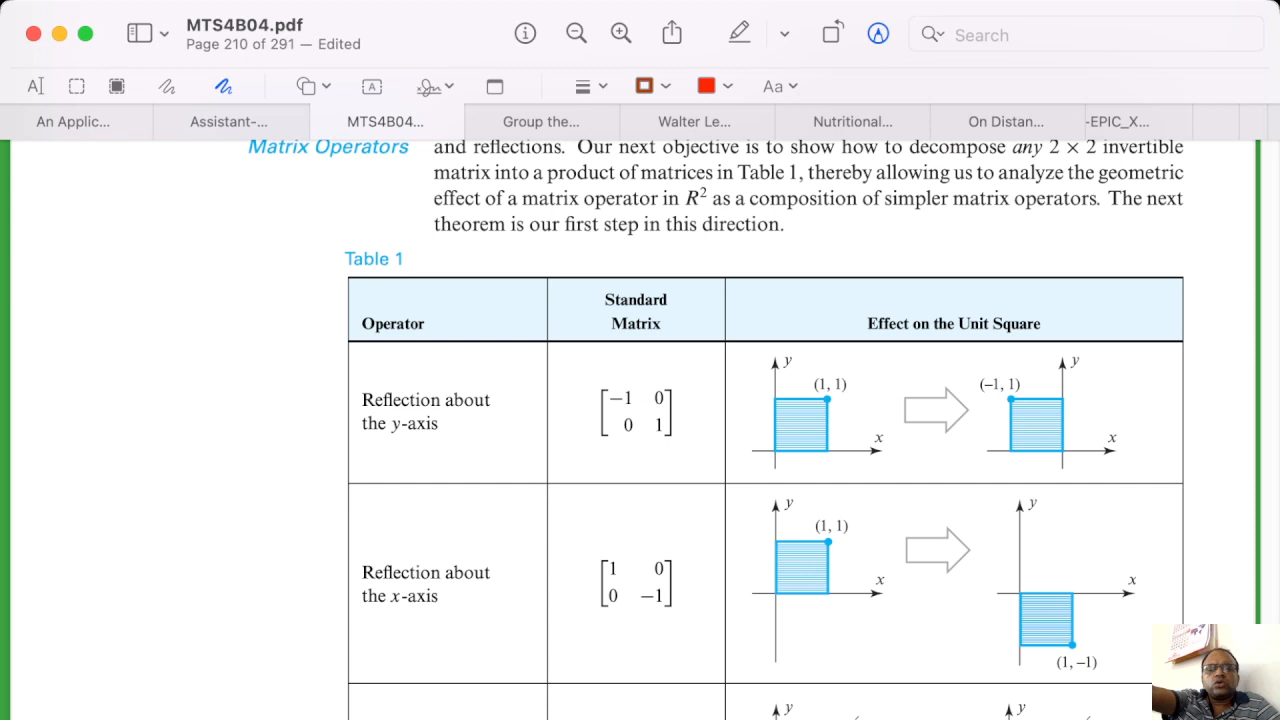 MTS4B04.pdf
Page 210 of 291 — Edited
Search
An Applic...
Assistant-...
MTS4B04...
Group the...
Walter Le...
Nutritional...
On Distan...
-EPIC_X...
Matrix Operators
and reflections. Our next objective is to show how to decompose any 2 × 2 invertible
matrix into a product of matrices in Table 1, thereby allowing us to analyze the geometric
effect of a matrix operator in R² as a composition of simpler matrix operators. The next
theorem is our first step in this direction.
Table 1
Operator
Standard
Matrix
Effect on the Unit Square
Reflection about
the y-axis
[−1 0]
[0 1]
y
(1, 1)
x
y
(−1, 1)
x
Reflection about
the x-axis
[1 0]
[0 −1]
y
(1, 1)
x
y
x
(1, −1)
y
y